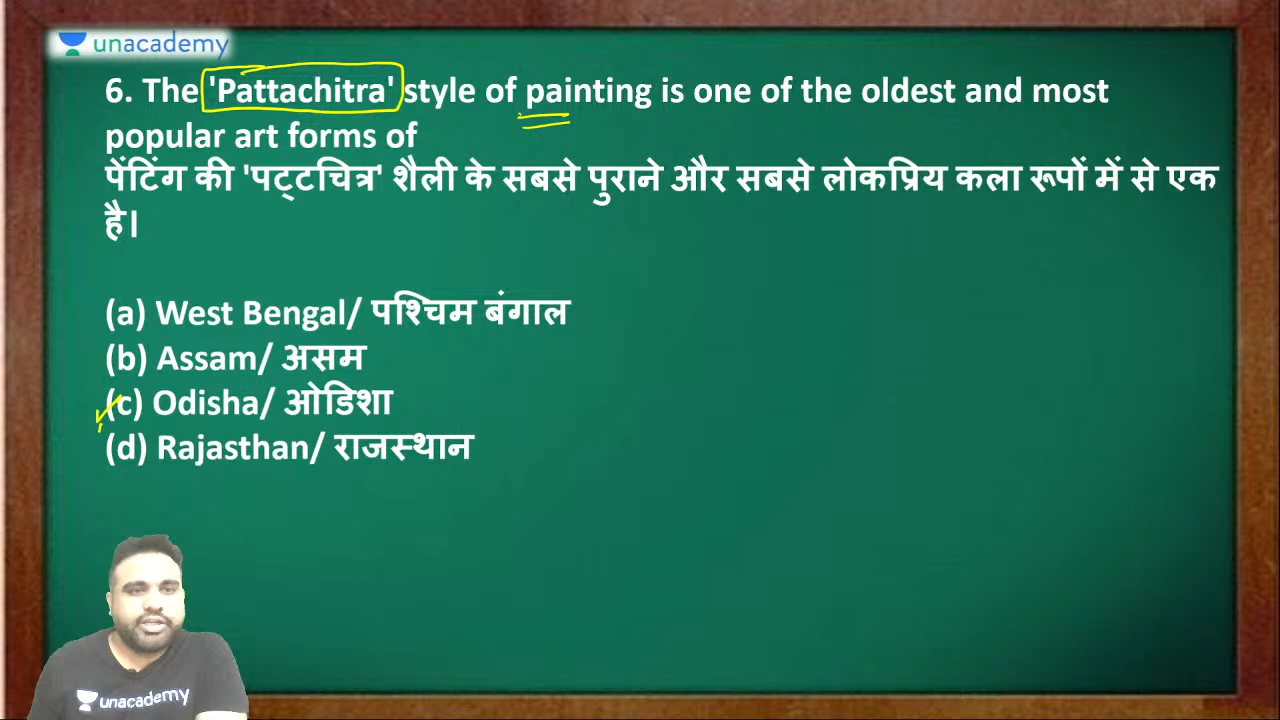 unacademy
6. The 'Pattachitra' style of painting is one of the oldest and most
popular art forms of
पेंटिंग की 'पट्टचित्र' शैली के सबसे पुराने और सबसे लोकप्रिय कला रूपों में से एक
है।
(a) West Bengal/ पश्चिम बंगाल
(b) Assam/ असम
(c) Odisha/ ओडिशा
(d) Rajasthan/ राजस्थान
unacademy